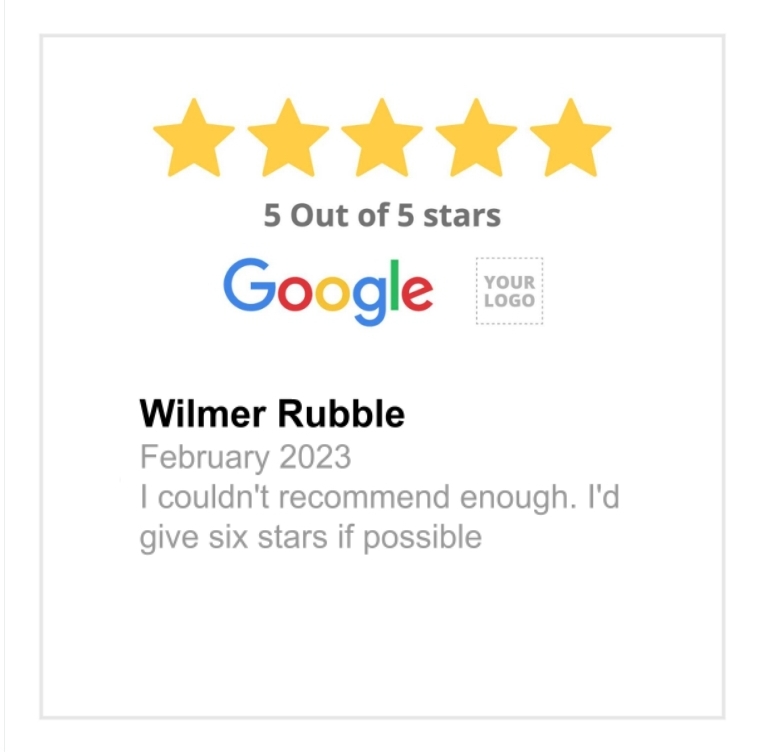 5 Out of 5 stars
Google
YOUR
LOGO
Wilmer Rubble
February 2023
I couldn't recommend enough. I'd
give six stars if possible